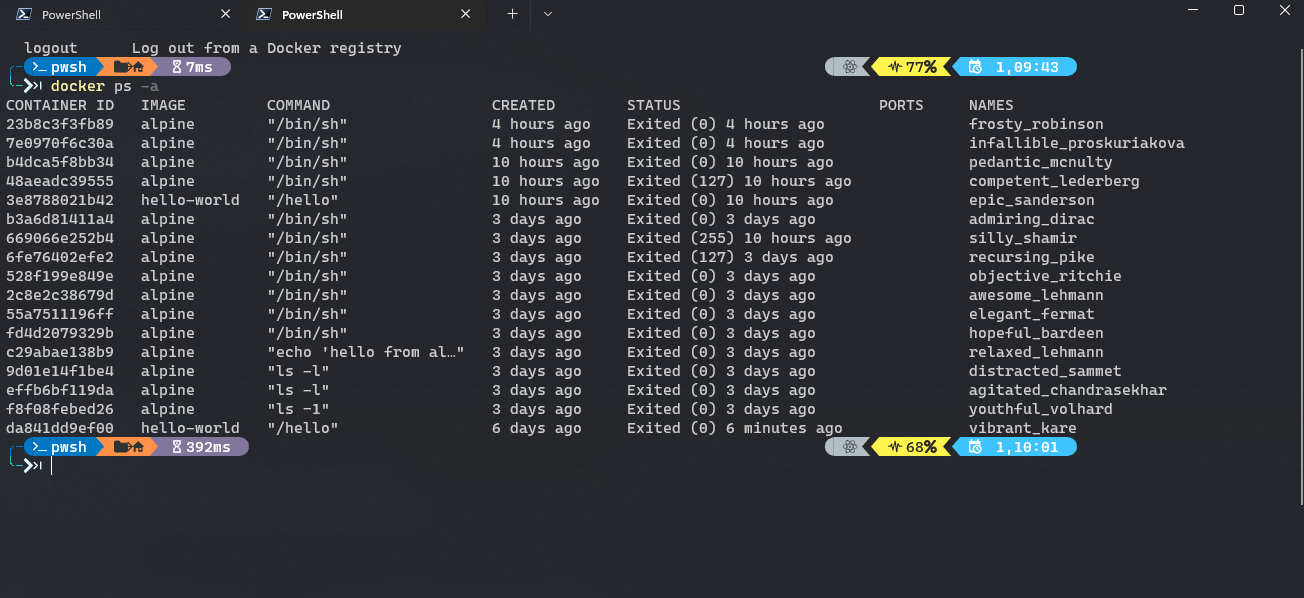 PowerShell PowerShell
logout Log out from a Docker registry
pwsh 7ms 77% 1,09:43
docker ps -a
CONTAINER ID IMAGE COMMAND CREATED STATUS PORTS NAMES
23b8c3f3fb89 alpine "/bin/sh" 4 hours ago Exited (0) 4 hours ago frosty_robinson
7e0970f6c30a alpine "/bin/sh" 4 hours ago Exited (0) 4 hours ago infallible_proskuriakova
b4dca5f8bb34 alpine "/bin/sh" 10 hours ago Exited (0) 10 hours ago pedantic_mcnulty
48aeadc39555 alpine "/bin/sh" 10 hours ago Exited (127) 10 hours ago competent_lederberg
3e8788021b42 hello-world "/hello" 10 hours ago Exited (0) 10 hours ago epic_sanderson
b3a6d81411a4 alpine "/bin/sh" 3 days ago Exited (0) 3 days ago admiring_dirac
669066e252b4 alpine "/bin/sh" 3 days ago Exited (255) 10 hours ago silly_shamir
6fe76402efe2 alpine "/bin/sh" 3 days ago Exited (127) 3 days ago recursing_pike
528f199e849e alpine "/bin/sh" 3 days ago Exited (0) 3 days ago objective_ritchie
2c8e2c38679d alpine "/bin/sh" 3 days ago Exited (0) 3 days ago awesome_lehmann
55a7511196ff alpine "/bin/sh" 3 days ago Exited (0) 3 days ago elegant_fermat
fd4d2079329b alpine "/bin/sh" 3 days ago Exited (0) 3 days ago hopeful_bardeen
c29abae138b9 alpine "echo 'hello from al…" 3 days ago Exited (0) 3 days ago relaxed_lehmann
9d01e14f1be4 alpine "ls -l" 3 days ago Exited (0) 3 days ago distracted_sammet
effb6bf119da alpine "ls -l" 3 days ago Exited (0) 3 days ago agitated_chandrasekhar
f8f08febed26 alpine "ls -1" 3 days ago Exited (0) 3 days ago youthful_volhard
da841dd9ef00 hello-world "/hello" 6 days ago Exited (0) 6 minutes ago vibrant_kare
pwsh 392ms 68% 1,10:01